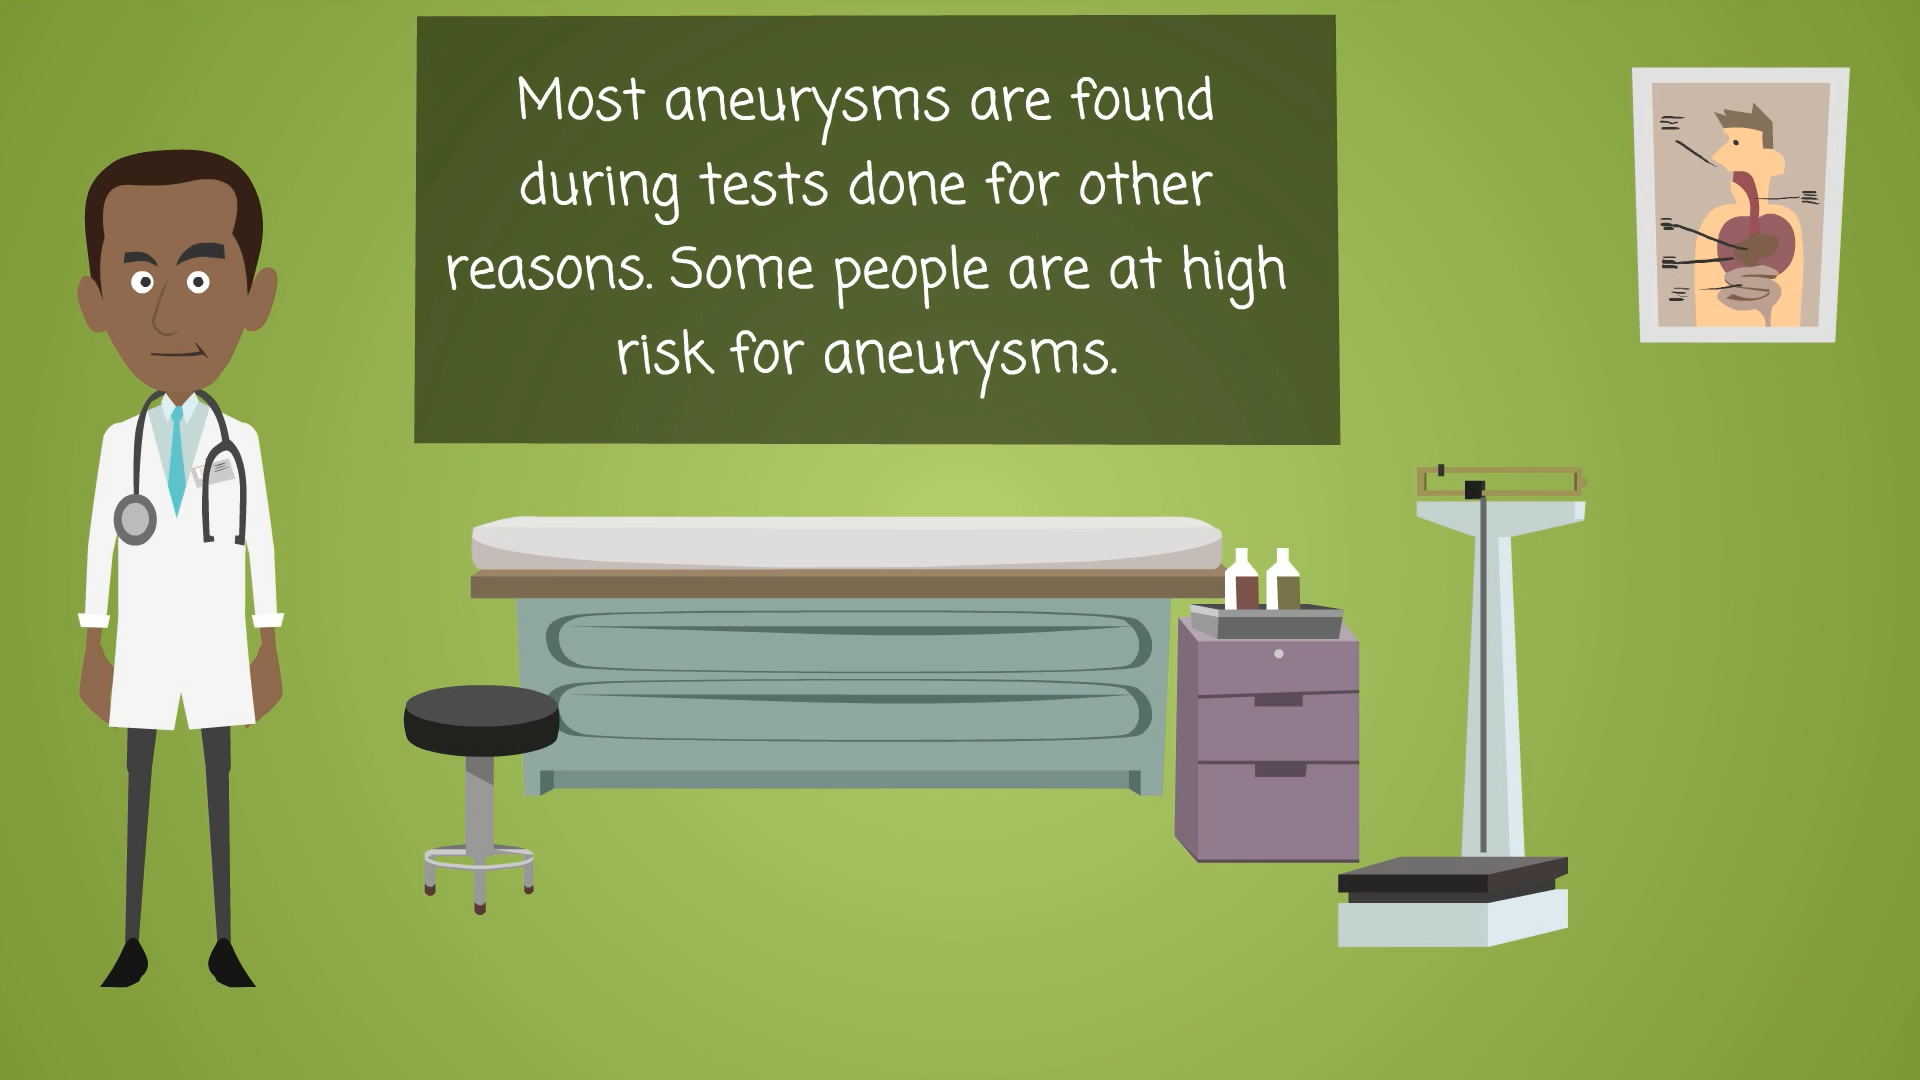 Most aneurysms are found
during tests done for other
reasons. Some people are at high
risk for aneurysms.